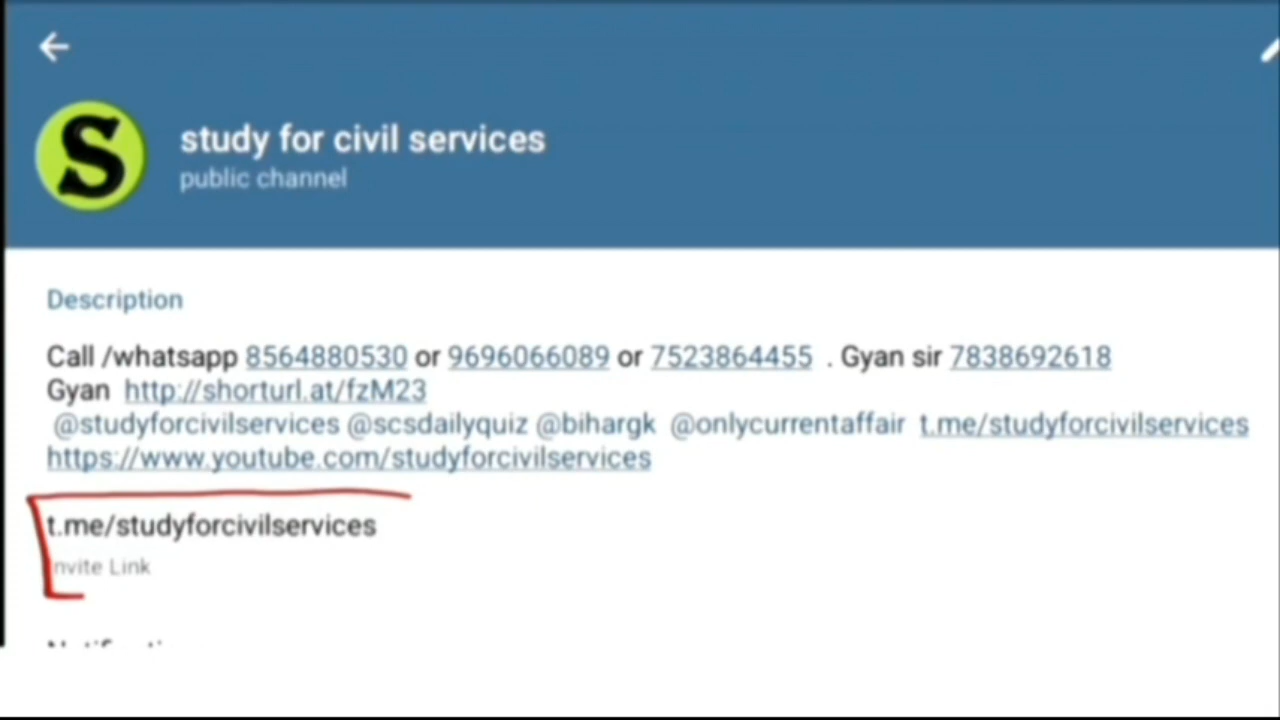 S
study for civil services
public channel
Description
Call /whatsapp 8564880530 or 9696066089 or 7523864455 . Gyan sir 7838692618
Gyan http://shorturl.at/fzM23
@studyforcivilservices @scsdailyquiz @bihargk @onlycurrentaffair t.me/studyforcivilservices
https://www.youtube.com/studyforcivilservices
t.me/studyforcivilservices
Invite Link